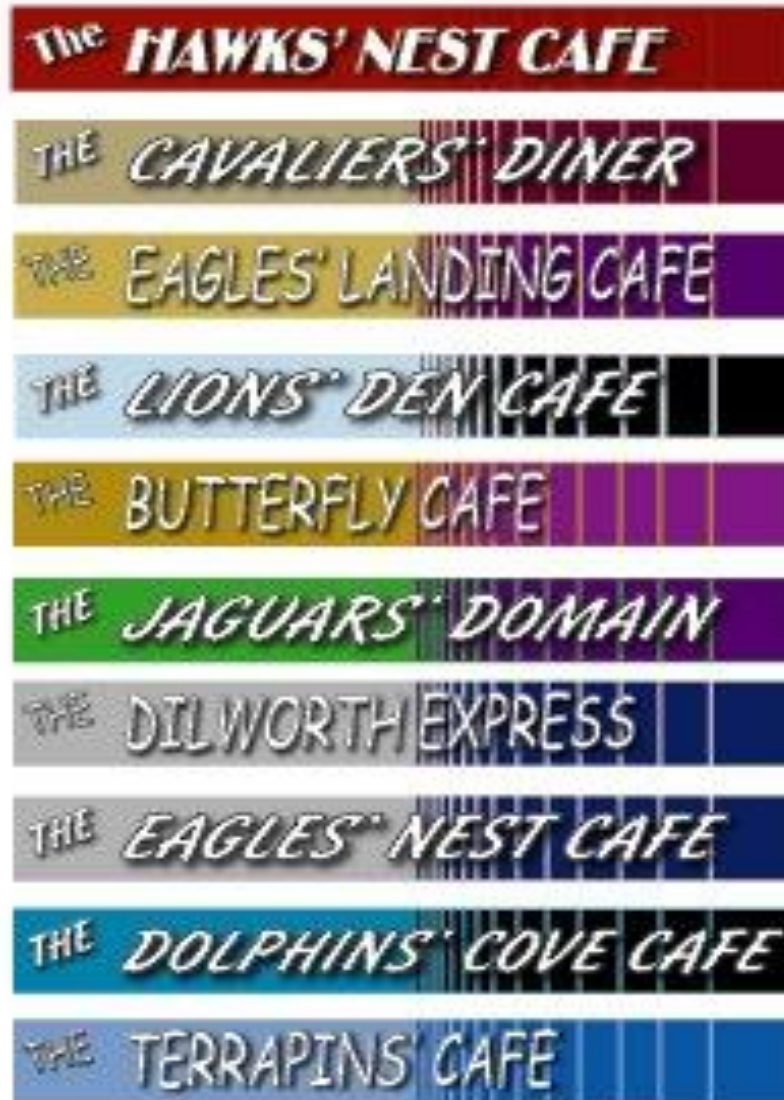 The HAWKS' NEST CAFE
THE CAVALIERS' DINER
THE EAGLES' LANDING CAFE
THE LIONS' DEN CAFE
THE BUTTERFLY CAFE
THE JAGUARS' DOMAIN
THE DILWORTH EXPRESS
THE EAGLES' NEST CAFE
THE DOLPHINS' COVE CAFE
THE TERRAPINS' CAFE